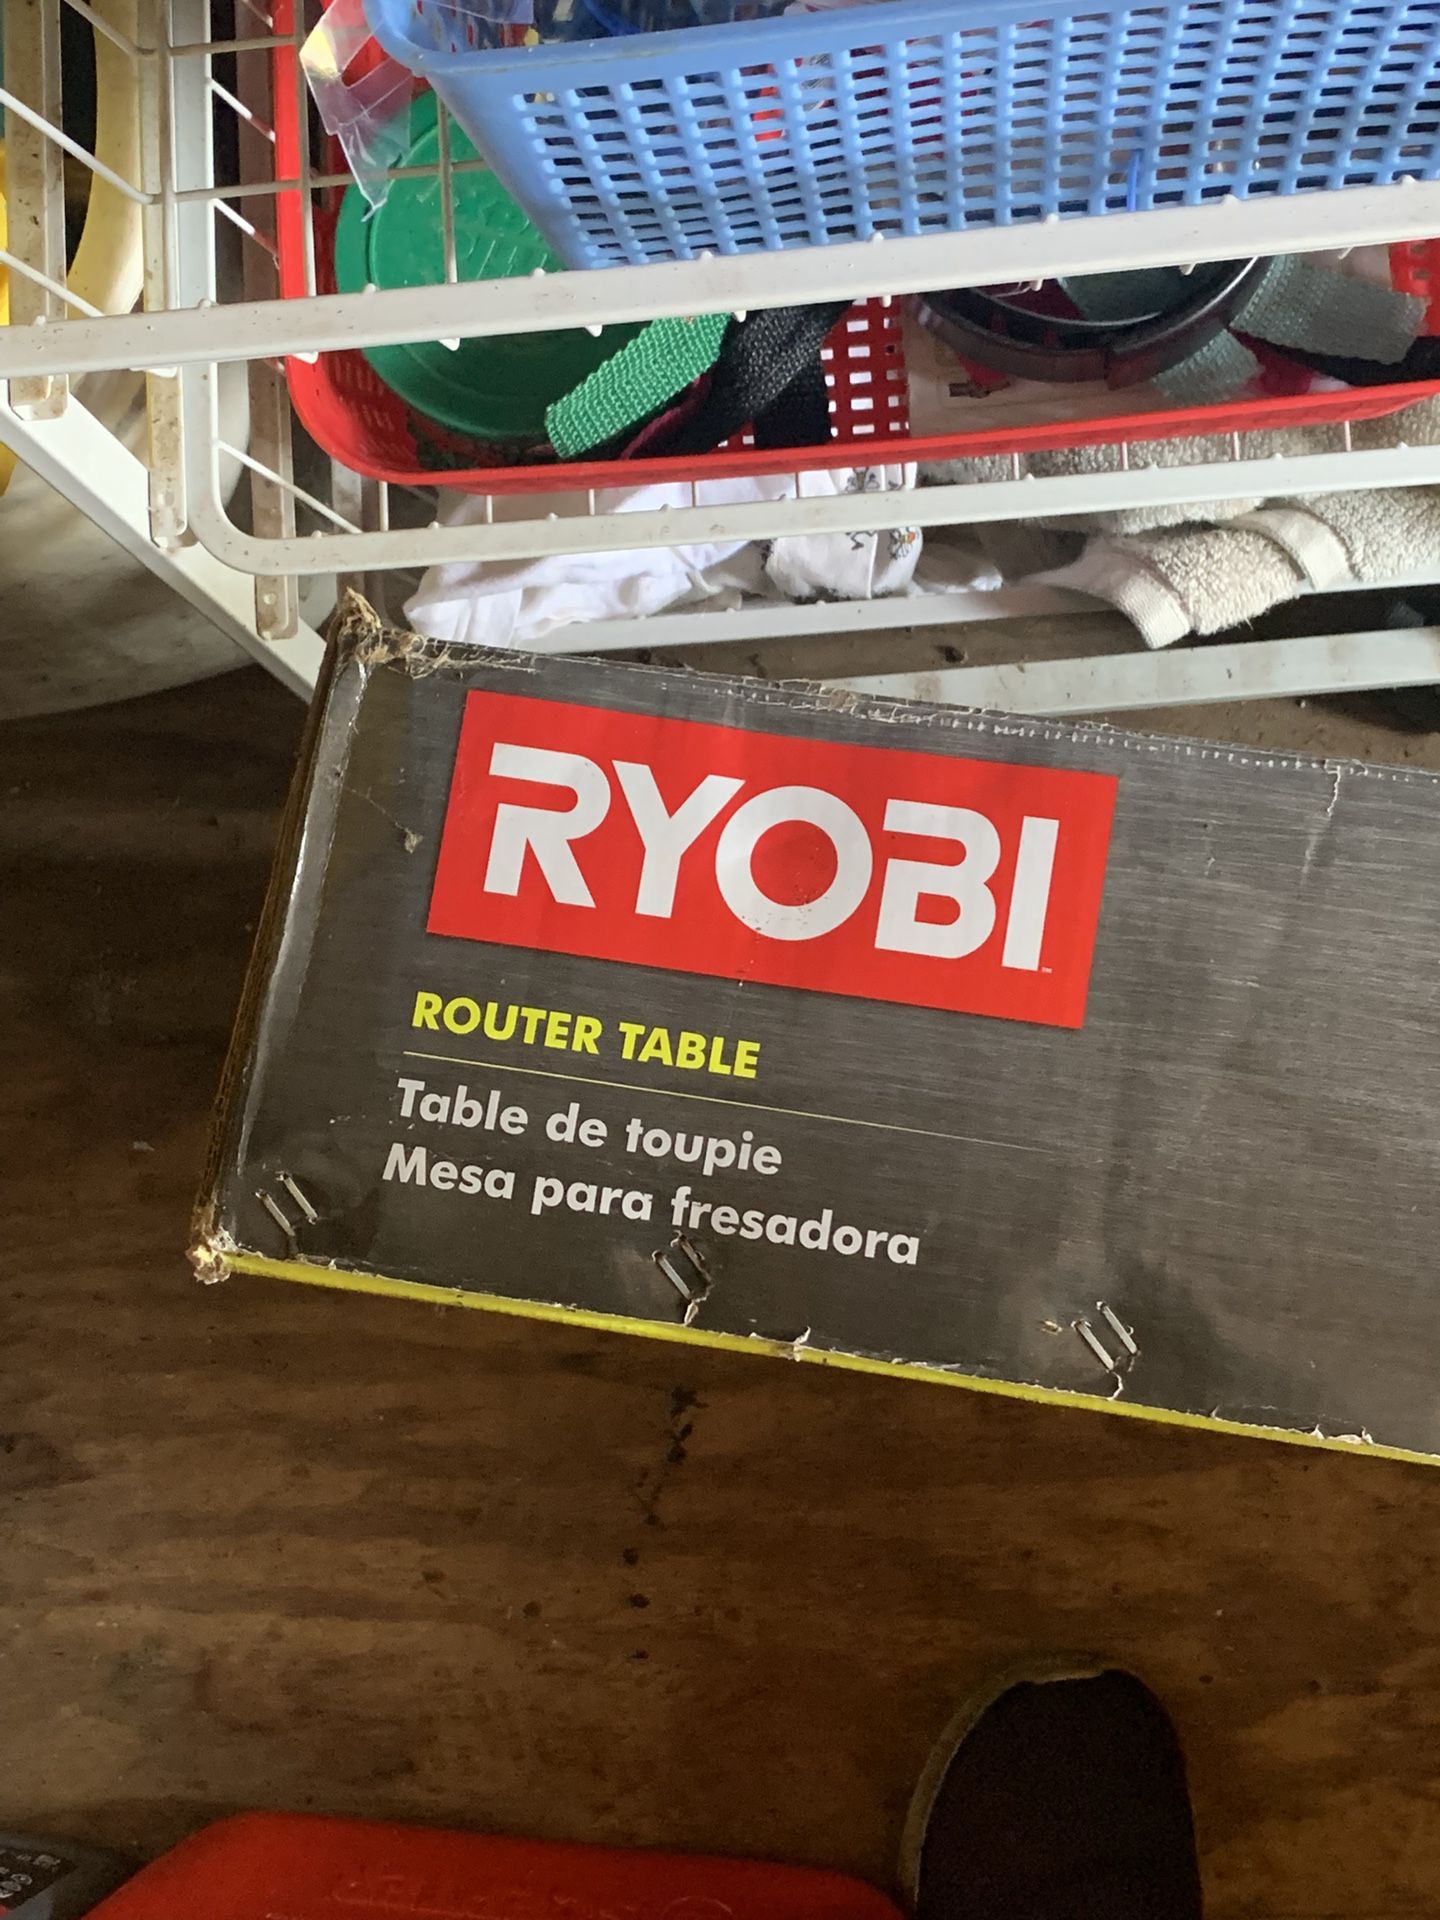 RYOBI
ROUTER TABLE
Table de toupie
Mesa para fresadora